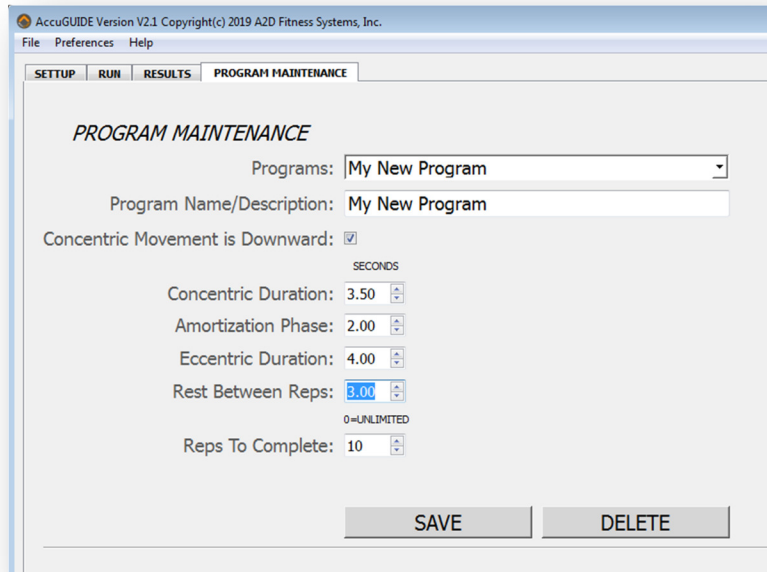 AccuGUIDE Version V2.1 Copyright(c) 2019 A2D Fitness Systems, Inc.
File Preferences Help
SETTUP RUN RESULTS PROGRAM MAINTENANCE
PROGRAM MAINTENANCE
Programs: My New Program
Program Name/Description: My New Program
Concentric Movement is Downward:
SECONDS
Concentric Duration: 3.50
Amortization Phase: 2.00
Eccentric Duration: 4.00
Rest Between Reps: 3.00
0=UNLIMITED
Reps To Complete: 10
SAVE DELETE